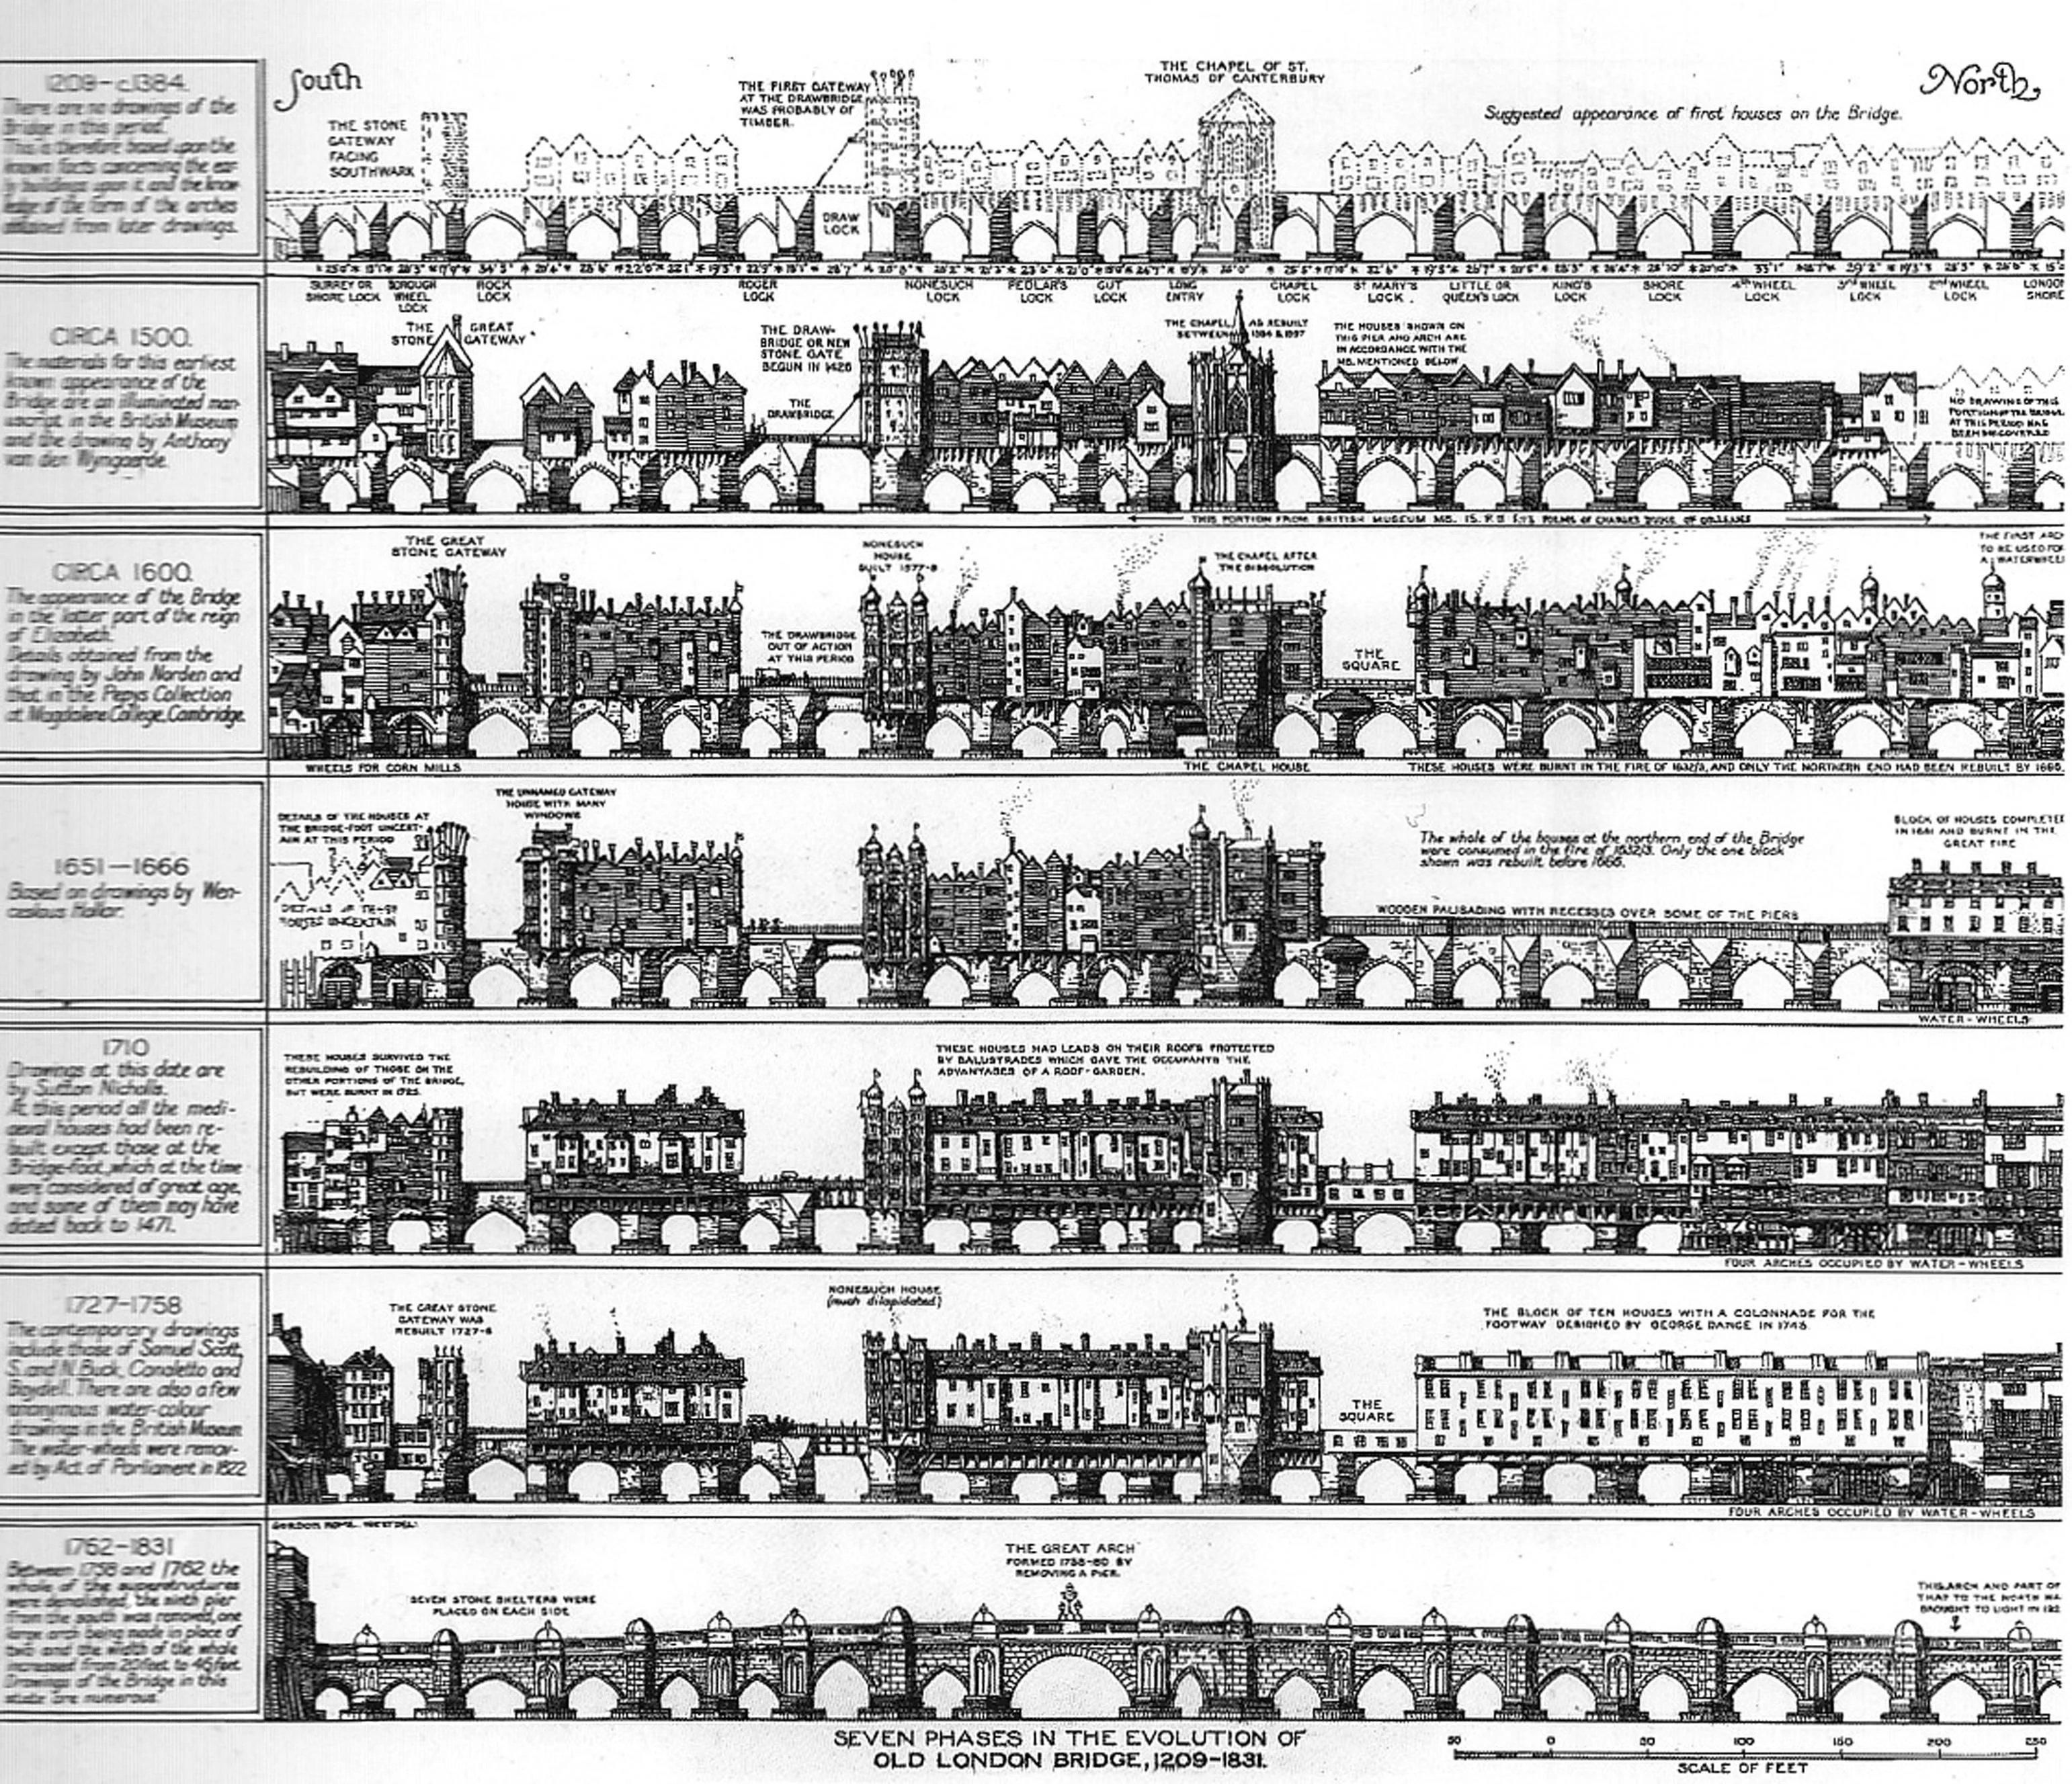 1209-c.1384.
There are no drawings of the
Bridge in this period.
This is therefore based upon the
known facts concerning the ear-
ly buildings upon it and the know
ledge of the form of the arches
obtained from later drawings.
South
North
THE STONE
GATEWAY
FACING
SOUTHWARK
THE FIRST GATEWAY
AT THE DRAWBRIDGE
WAS PROBABLY OF
TIMBER.
DRAW
LOCK
THE CHAPEL OF ST.
THOMAS OF CANTERBURY
Suggested appearance of first houses on the Bridge.
SURREY OR
SHORE LOCK
BOROUGH
WHEEL
LOCK
ROCK
LOCK
ROGER
LOCK
NONESUCH
LOCK
PEDLAR'S
LOCK
GUT
LOCK
LONG
ENTRY
CHAPEL
LOCK
ST MARY'S
LOCK.
LITTLE OR
QUEEN'S LOCK
KING'S
LOCK
SHORE
LOCK
4TH WHEEL
LOCK
3RD WHEEL
LOCK
2ND WHEEL
LOCK
LONDON
SHORE
CIRCA 1500.
The materials for this earliest
known appearance of the
Bridge are an illuminated man-
uscript in the British Museum
and the drawing by Anthony
van den Wyngaerde.
THE GREAT
STONE GATEWAY
THE DRAW-
BRIDGE OR NEW
STONE GATE
BEGUN IN 1426
THE
DRAWBRIDGE
THE CHAPEL AS REBUILT
BETWEEN 1384 & 1397
THE HOUSES SHOWN ON
THIS PIER AND ARCH ARE
IN ACCORDANCE WITH THE
MS. MENTIONED BELOW
NO DRAWING OF THIS
PORTION OF THE BRIDGE
AT THIS PERIOD HAS
BEEN DISCOVERED
THIS PORTION FROM BRITISH MUSEUM MS. POEMS OF CHARLES DUKE OF ORLEANS
CIRCA 1600.
The appearance of the Bridge
in the latter part of the reign
of Elizabeth.
Details obtained from the
drawing by John Norden and
that in the Pepys Collection
at Magdalene College, Cambridge.
THE GREAT
STONE GATEWAY
THE DRAWBRIDGE
OUT OF ACTION
AT THIS PERIOD
NONESUCH
HOUSE
BUILT 1577-9
THE CHAPEL AFTER
THE DISSOLUTION
THE
SQUARE
THE FIRST ARCH
TO BE USED FOR
A WATERWHEEL
WHEELS FOR CORN MILLS
THE CHAPEL HOUSE
THESE HOUSES WERE BURNT IN THE FIRE OF 1632/3, AND ONLY THE NORTHERN END HAD BEEN REBUILT BY 1666.
1651-1666
Based on drawings by Wen-
ceslous Hollar.
DETAILS OF THE HOUSES AT
THE BRIDGE-FOOT UNCERT-
AIN AT THIS PERIOD
DETAILS OF THESE
HOUSES UNCERTAIN
THE UNNAMED GATEWAY
HOUSE WITH MANY
WINDOWS
The whole of the houses at the northern end of the Bridge
were consumed in the fire of 1632/3. Only the one block
shown was rebuilt before 1666.
WOODEN PALISADING WITH RECESSES OVER SOME OF THE PIERS
BLOCK OF HOUSES COMPLETED
IN 1651 AND BURNT IN THE
GREAT FIRE
WATER-WHEELS
1710
Drawings at this date are
by Sutton Nicholls.
At this period all the medi-
aeval houses had been re-
built except those at the
Bridge-foot, which at the time
were considered of great age,
and some of them may have
dated back to 1471.
THESE HOUSES SURVIVED THE
REBUILDING OF THOSE ON THE
OTHER PORTIONS OF THE BRIDGE,
BUT WERE BURNT IN 1725.
THESE HOUSES HAD LEADS ON THEIR ROOFS PROTECTED
BY BALUSTRADES WHICH GAVE THE OCCUPANTS THE
ADVANTAGES OF A ROOF-GARDEN.
FOUR ARCHES OCCUPIED BY WATER-WHEELS
1727-1758
The contemporary drawings
include those of Samuel Scott,
S. and N. Buck, Canaletto and
Boydell. There are also a few
anonymous water-colour
drawings in the British Museum
The water-wheels were remov-
ed by Act of Parliament in 1822
THE GREAT STONE
GATEWAY WAS
REBUILT 1727-8
NONESUCH HOUSE
(much dilapidated)
THE
SQUARE
THE BLOCK OF TEN HOUSES WITH A COLONNADE FOR THE
FOOTWAY DESIGNED BY GEORGE DANCE IN 1745.
FOUR ARCHES OCCUPIED BY WATER-WHEELS
1762-1831
Between 1758 and 1762 the
whole of the superstructures
were demolished, the ninth pier
from the south was removed, one
large arch being made in place of
two and the width of the whole
increased from 20 feet to 46 feet.
Drawings of the Bridge in this
state are numerous.
GORDON HOME
SEVEN STONE SHELTERS WERE
PLACED ON EACH SIDE
THE GREAT ARCH
FORMED 1758-60 BY
REMOVING A PIER.
THIS ARCH AND PART OF
THAT TO THE NORTH
BROUGHT TO LIGHT IN
SEVEN PHASES IN THE EVOLUTION OF
OLD LONDON BRIDGE, 1209-1831.
50 0 50 100 150 200 250
SCALE OF FEET